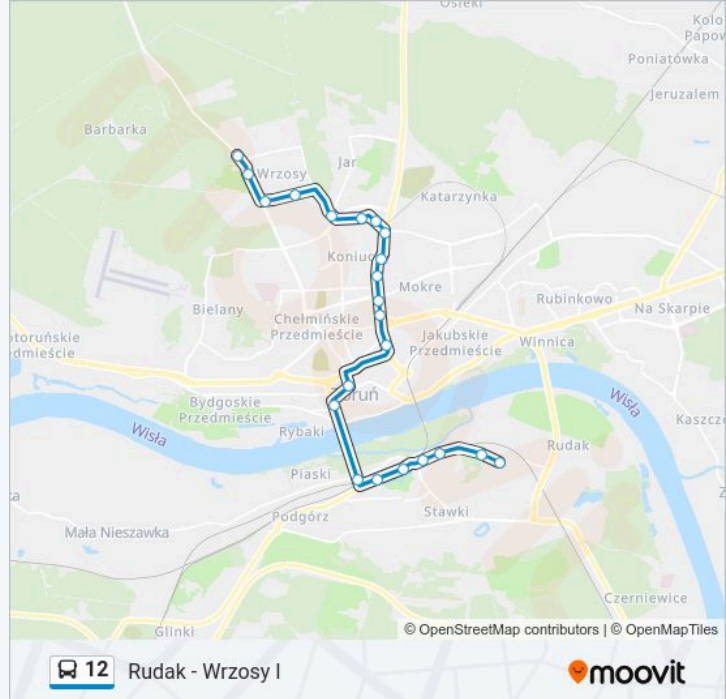 Osieki
Kolo
Papow
Poniatówka
Jeruzalem
Barbarka
Wrzosy
Jar
Katarzynka
Koniuc
Mokre
Rubinkowo
Na Skarpie
Bielany
Chełmińskie
Przedmieście
Jakubskie
Przedmieście
Winnica
otoruńskie
edmieście
Bydgoskie
Przedmieście
Toruń
Wisła
Wisła
Rybaki
Kaszcz
Rudak
Piaski
Mała Nieszawka
Podgórz
Stawki
Czerniewice
Glinki
© OpenStreetMap contributors | © OpenMapTiles
12 Rudak - Wrzosy I
moovit